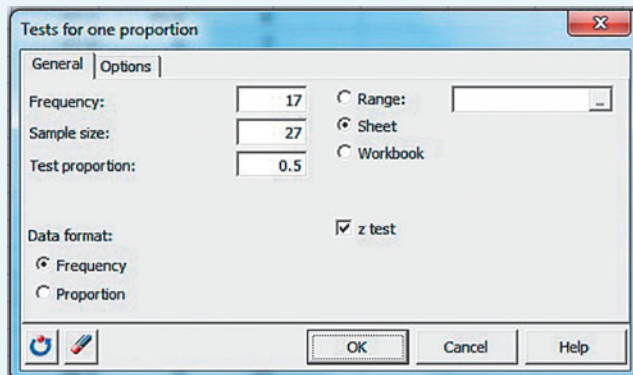 Tests for one proportion
General Options
Frequency: 17
Sample size: 27
Test proportion: 0.5
Range: ...
Sheet
Workbook
Data format:
Frequency
Proportion
z test
OK Cancel Help